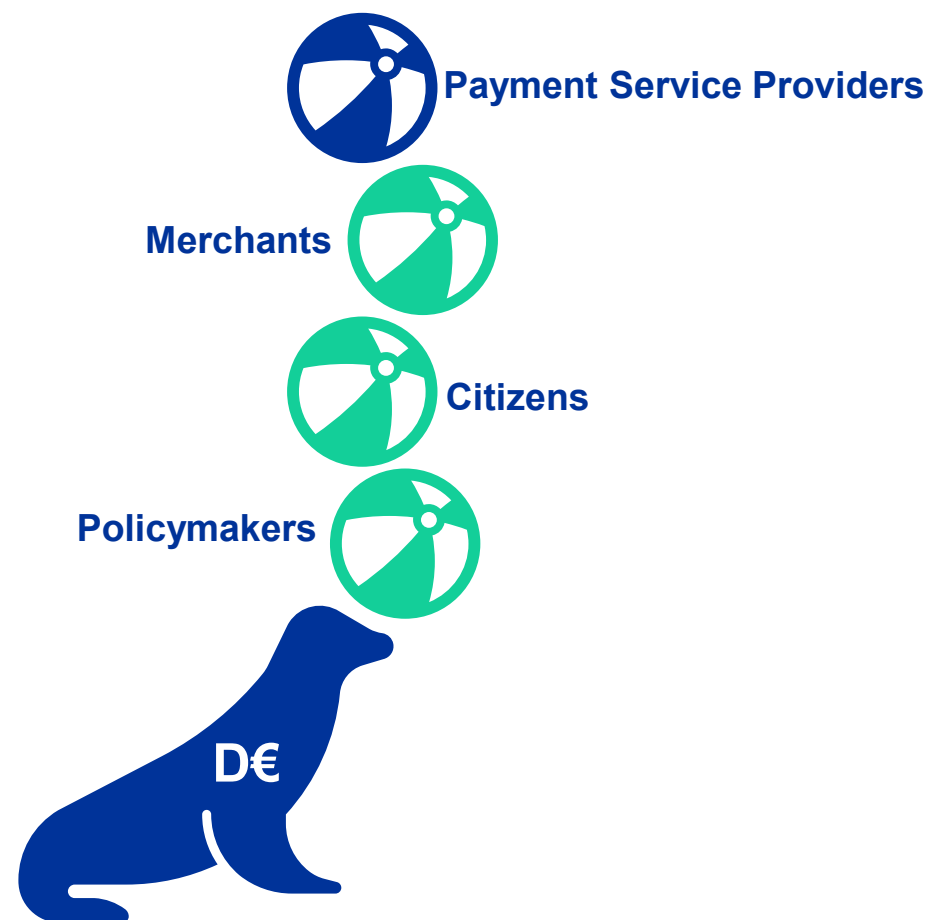 Payment Service Providers
Merchants
Citizens
Policymakers
D€